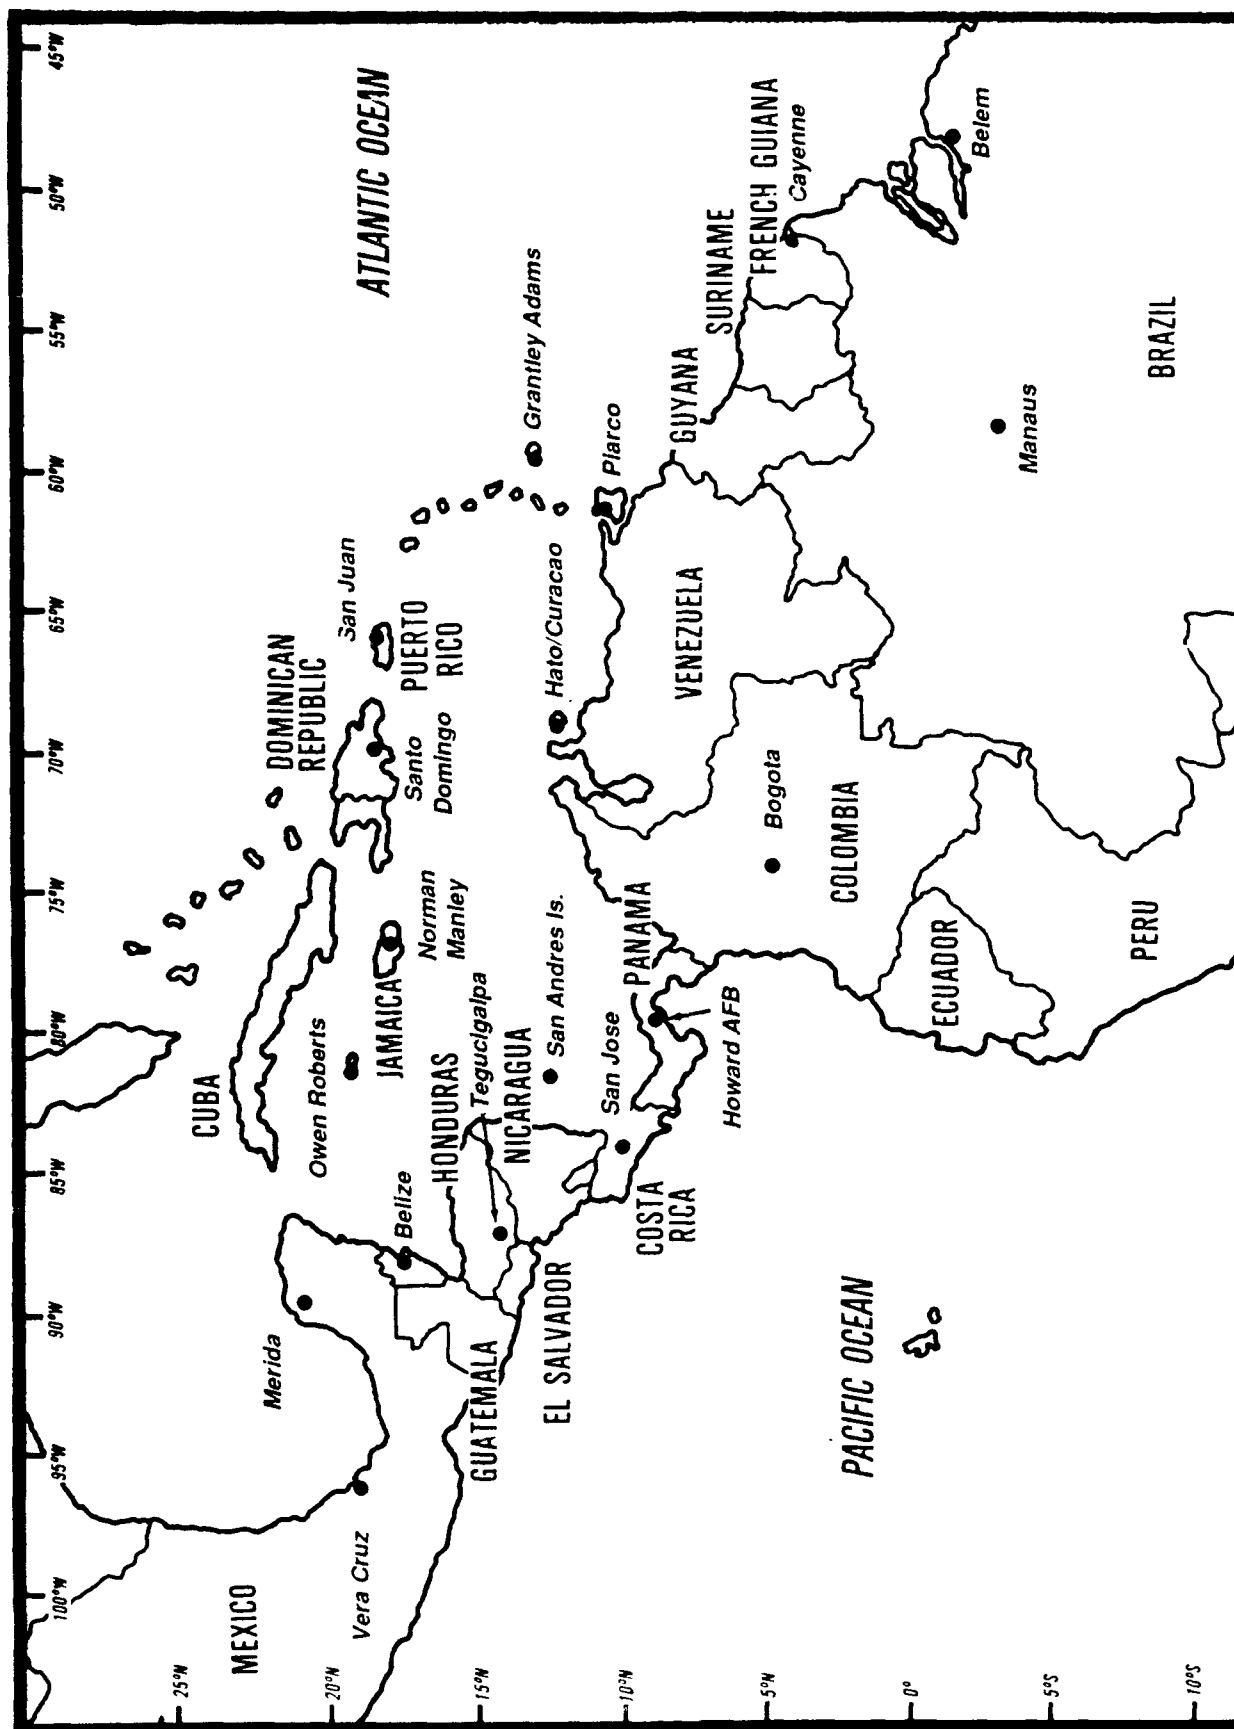 100°W
95°W
90°W
85°W
80°W
75°W
70°W
65°W
60°W
55°W
50°W
45°W
25°N
20°N
15°N
10°N
5°N
0°
5°S
10°S
MEXICO
Vera Cruz
Merida
CUBA
Owen Roberts
Belize
JAMAICA
Norman
Manley
DOMINICAN
REPUBLIC
Santo
Domingo
San Juan
PUERTO
RICO
ATLANTIC OCEAN
GUATEMALA
EL SALVADOR
HONDURAS
Tegucigalpa
NICARAGUA
San Andres Is.
San Jose
COSTA
RICA
PANAMA
Howard AFB
Hato/Curacao
Grantley Adams
Piarco
VENEZUELA
GUYANA
SURINAME
FRENCH GUIANA
Cayenne
Bogota
COLOMBIA
ECUADOR
PERU
Manaus
BRAZIL
Belem
PACIFIC OCEAN